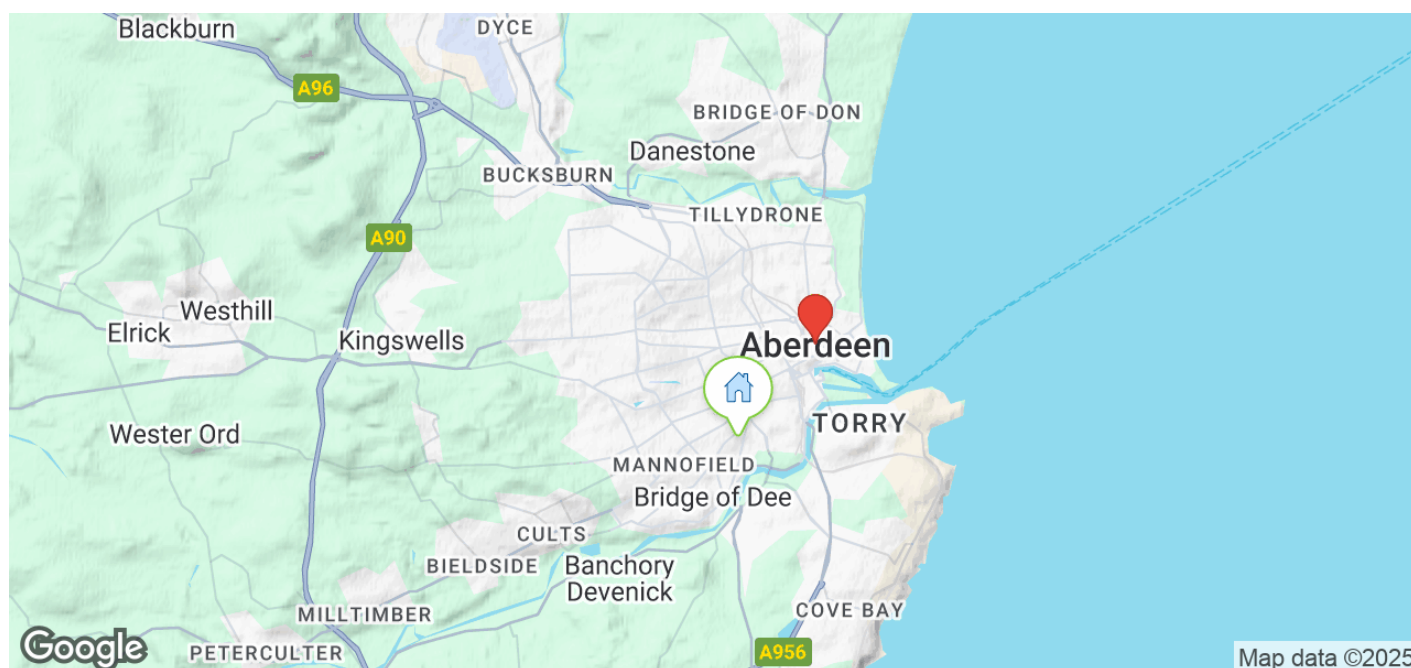 Blackburn
DYCE
A96
BRIDGE OF DON
Danestone
BUCKSBURN
TILLYDRONE
A90
Westhill
Elrick
Kingswells
Aberdeen
TORRY
Wester Ord
MANNOFIELD
Bridge of Dee
CULTS
BIELDSIDE
Banchory
Devenick
MILLTIMBER
COVE BAY
PETERCULTER
A956
Google
Map data ©2025